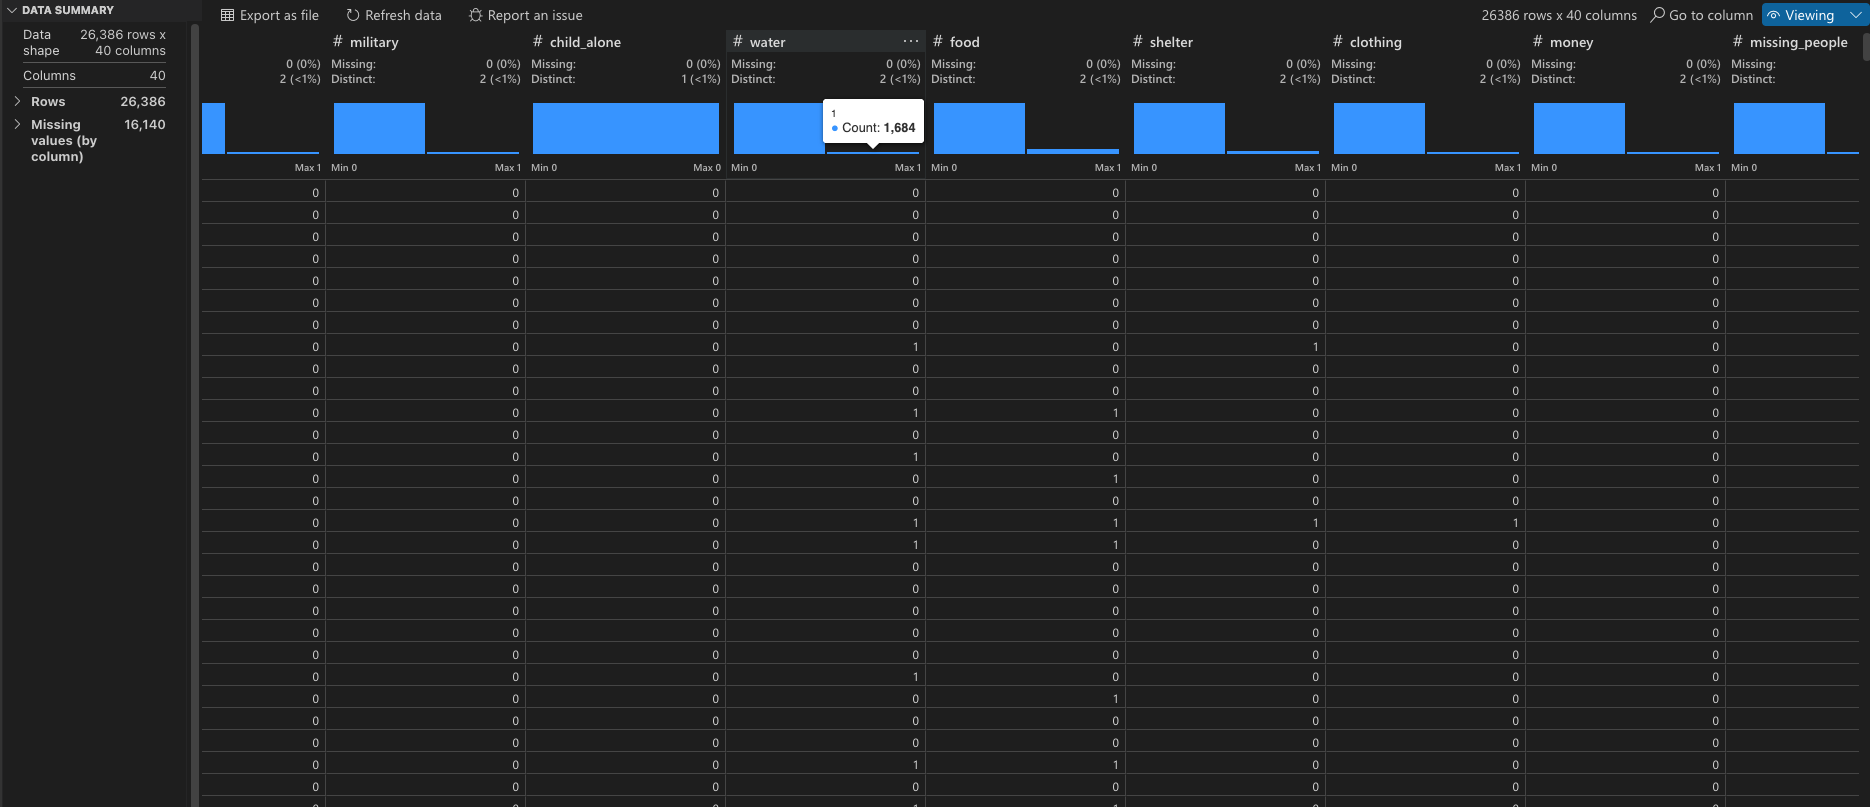 DATA SUMMARY
Data shape 26,386 rows x 40 columns
Columns 40
Rows 26,386
Missing values (by column) 16,140
Export as file Refresh data Report an issue 26386 rows x 40 columns Go to column Viewing
# military # child_alone # water ··· # food # shelter # clothing # money # missing_people
0 (0%) Missing: 0 (0%) Missing: 0 (0%) Missing: 0 (0%) Missing: 0 (0%) Missing: 0 (0%) Missing: 0 (0%) Missing: 0 (0%) Missing:
2 (<1%) Distinct: 2 (<1%) Distinct: 1 (<1%) Distinct: 2 (<1%) Distinct: 2 (<1%) Distinct: 2 (<1%) Distinct: 2 (<1%) Distinct: 2 (<1%) Distinct:
1
Count: 1,684
Max 1 Min 0 Max 1 Min 0 Max 0 Min 0 Max 1 Min 0 Max 1 Min 0 Max 1 Min 0 Max 1 Min 0 Max 1 Min 0
0 0 0 0 0 0 0 0
0 0 0 0 0 0 0 0
0 0 0 0 0 0 0 0
0 0 0 0 0 0 0 0
0 0 0 0 0 0 0 0
0 0 0 0 0 0 0 0
0 0 0 0 0 0 0 0
0 0 0 1 0 1 0 0
0 0 0 0 0 0 0 0
0 0 0 0 0 0 0 0
0 0 0 1 1 0 0 0
0 0 0 0 0 0 0 0
0 0 0 1 0 0 0 0
0 0 0 0 1 0 0 0
0 0 0 0 0 0 0 0
0 0 0 1 1 1 1 0
0 0 0 1 1 0 0 0
0 0 0 0 0 0 0 0
0 0 0 0 0 0 0 0
0 0 0 0 0 0 0 0
0 0 0 0 0 0 0 0
0 0 0 0 0 0 0 0
0 0 0 1 0 0 0 0
0 0 0 0 1 0 0 0
0 0 0 0 0 0 0 0
0 0 0 0 0 0 0 0
0 0 0 1 1 0 0 0
0 0 0 0 0 0 0 0
0 0 0 1 1 0 0 0